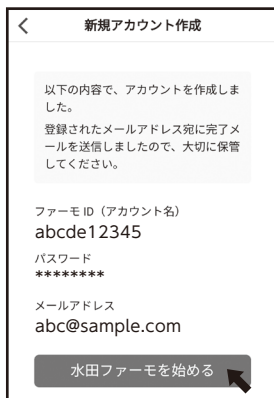 新規アカウント作成
以下の内容で、アカウントを作成しま
した。
登録されたメールアドレス宛に完了メ
ールを送信しましたので、大切に保管
してください。
ファーモ ID（アカウント名）
abcde12345
パスワード
********
メールアドレス
abc@sample.com
水田ファーモを始める